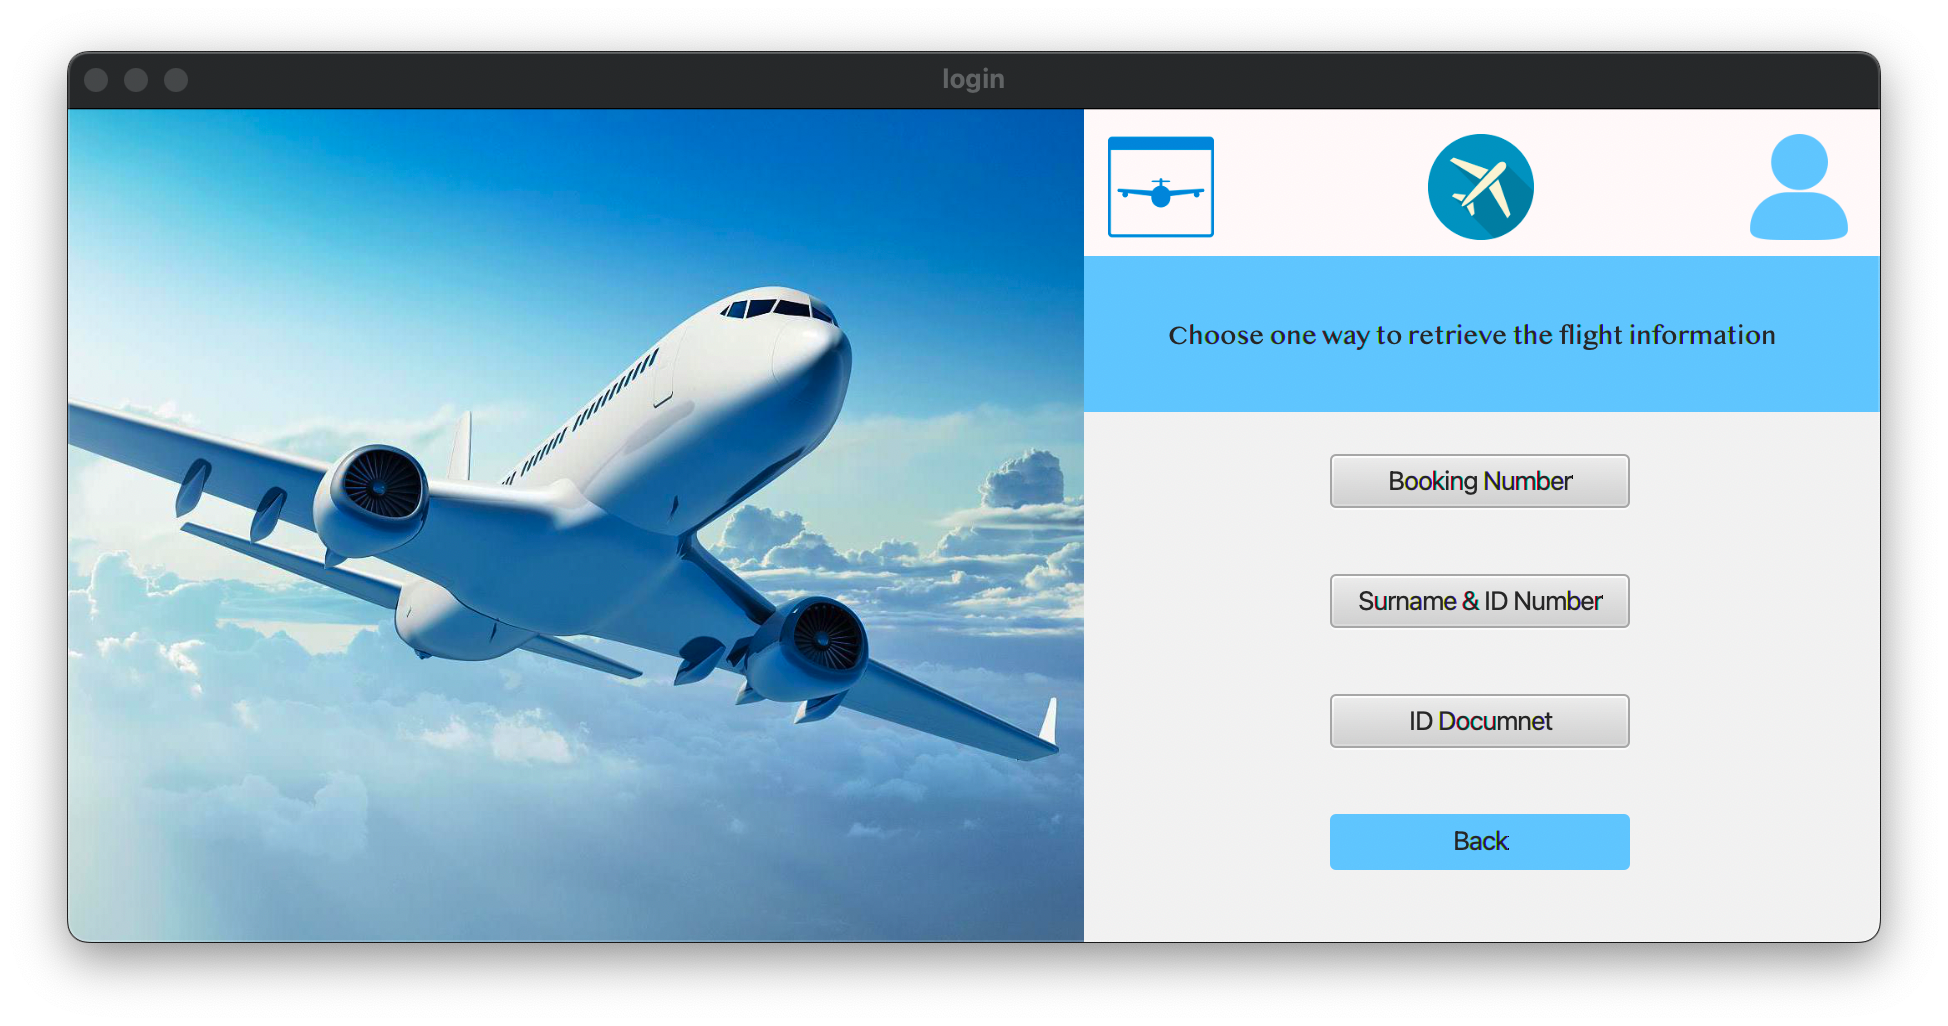 login
Choose one way to retrieve the flight information
Booking Number
Surname & ID Number
ID Documnet
Back